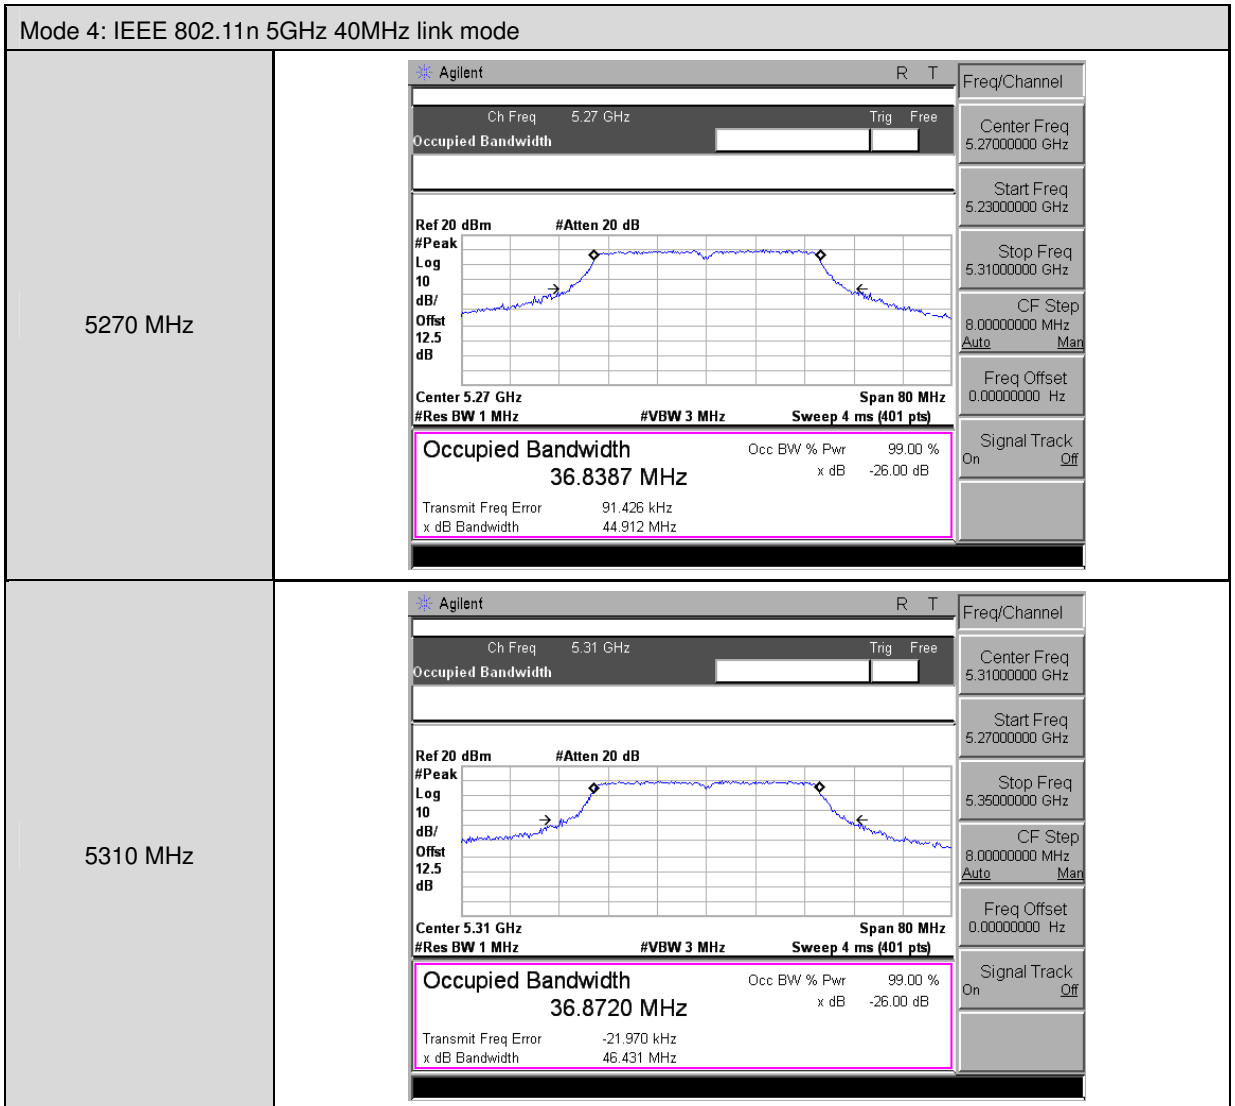 Mode 4: IEEE 802.11n 5GHz 40MHz link mode
5270 MHz
Agilent R T
Ch Freq 5.27 GHz Trig Free
Occupied Bandwidth
Ref 20 dBm #Atten 20 dB
#Peak
Log
10
dB/
Offst
12.5
dB
Center 5.27 GHz Span 80 MHz
#Res BW 1 MHz #VBW 3 MHz Sweep 4 ms (401 pts)
Occupied Bandwidth Occ BW % Pwr 99.00 %
36.8387 MHz x dB -26.00 dB
Transmit Freq Error 91.426 kHz
x dB Bandwidth 44.912 MHz
Freq/Channel
Center Freq
5.27000000 GHz
Start Freq
5.23000000 GHz
Stop Freq
5.31000000 GHz
CF Step
8.00000000 MHz
Auto Man
Freq Offset
0.00000000 Hz
Signal Track
On Off
5310 MHz
Agilent R T
Ch Freq 5.31 GHz Trig Free
Occupied Bandwidth
Ref 20 dBm #Atten 20 dB
#Peak
Log
10
dB/
Offst
12.5
dB
Center 5.31 GHz Span 80 MHz
#Res BW 1 MHz #VBW 3 MHz Sweep 4 ms (401 pts)
Occupied Bandwidth Occ BW % Pwr 99.00 %
36.8720 MHz x dB -26.00 dB
Transmit Freq Error -21.970 kHz
x dB Bandwidth 46.431 MHz
Freq/Channel
Center Freq
5.31000000 GHz
Start Freq
5.27000000 GHz
Stop Freq
5.35000000 GHz
CF Step
8.00000000 MHz
Auto Man
Freq Offset
0.00000000 Hz
Signal Track
On Off